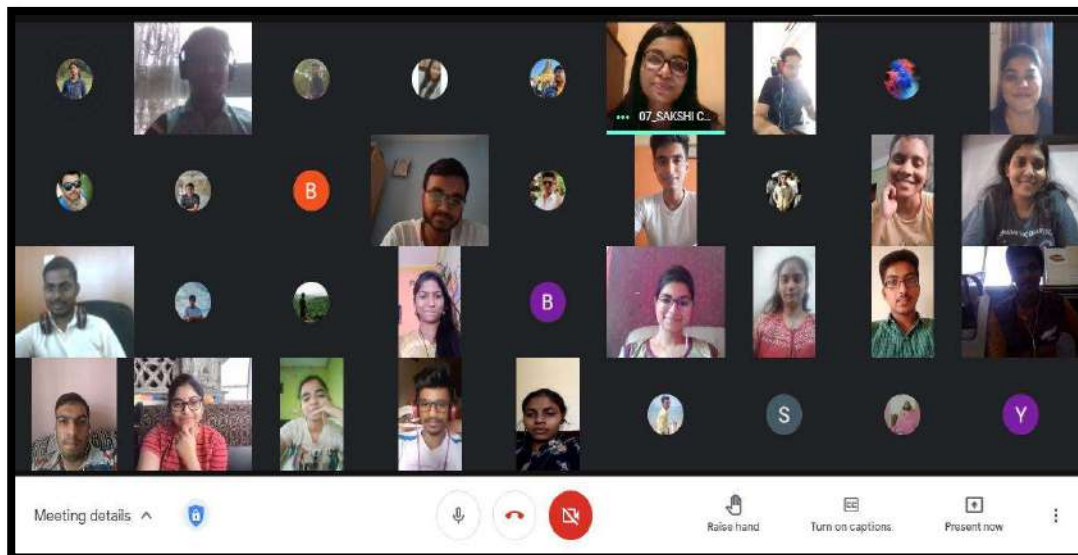 07_SAKSHI C...
B
B
S
Y
Meeting details
Raise hand
Turn on captions
Present now